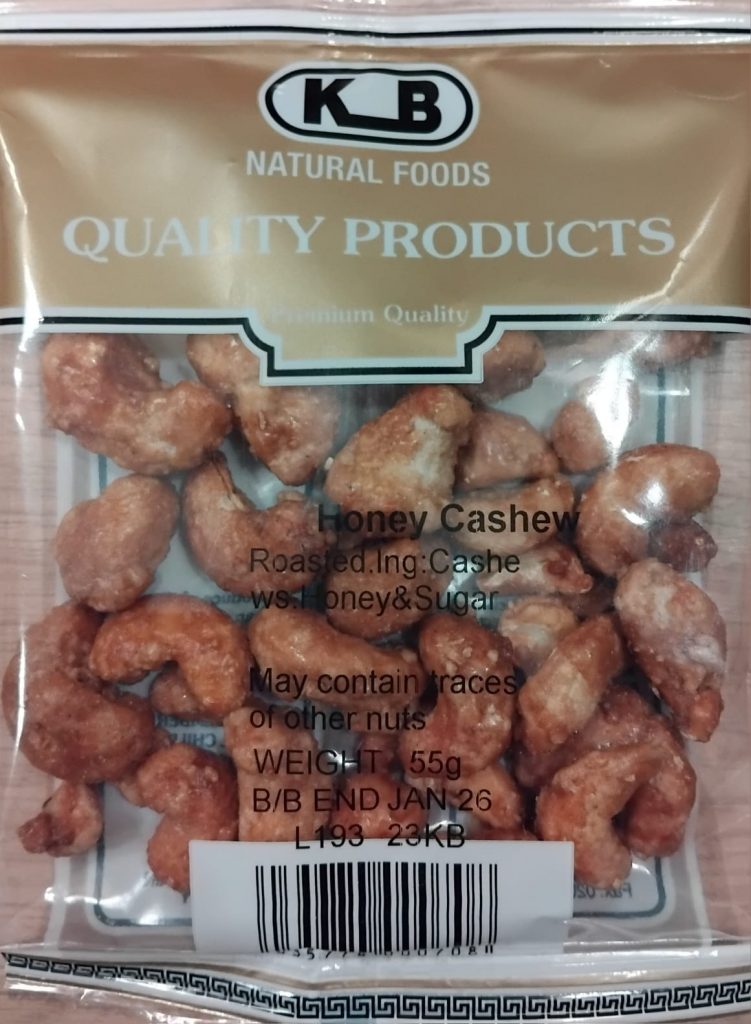 KB
NATURAL FOODS
QUALITY PRODUCTS
Premium Quality
Honey Cashew
Roasted.Ing:Cashe
ws:Honey&Sugar
May contain traces
of other nuts
WEIGHT 55g
B/B END JAN 26
L193 23KB